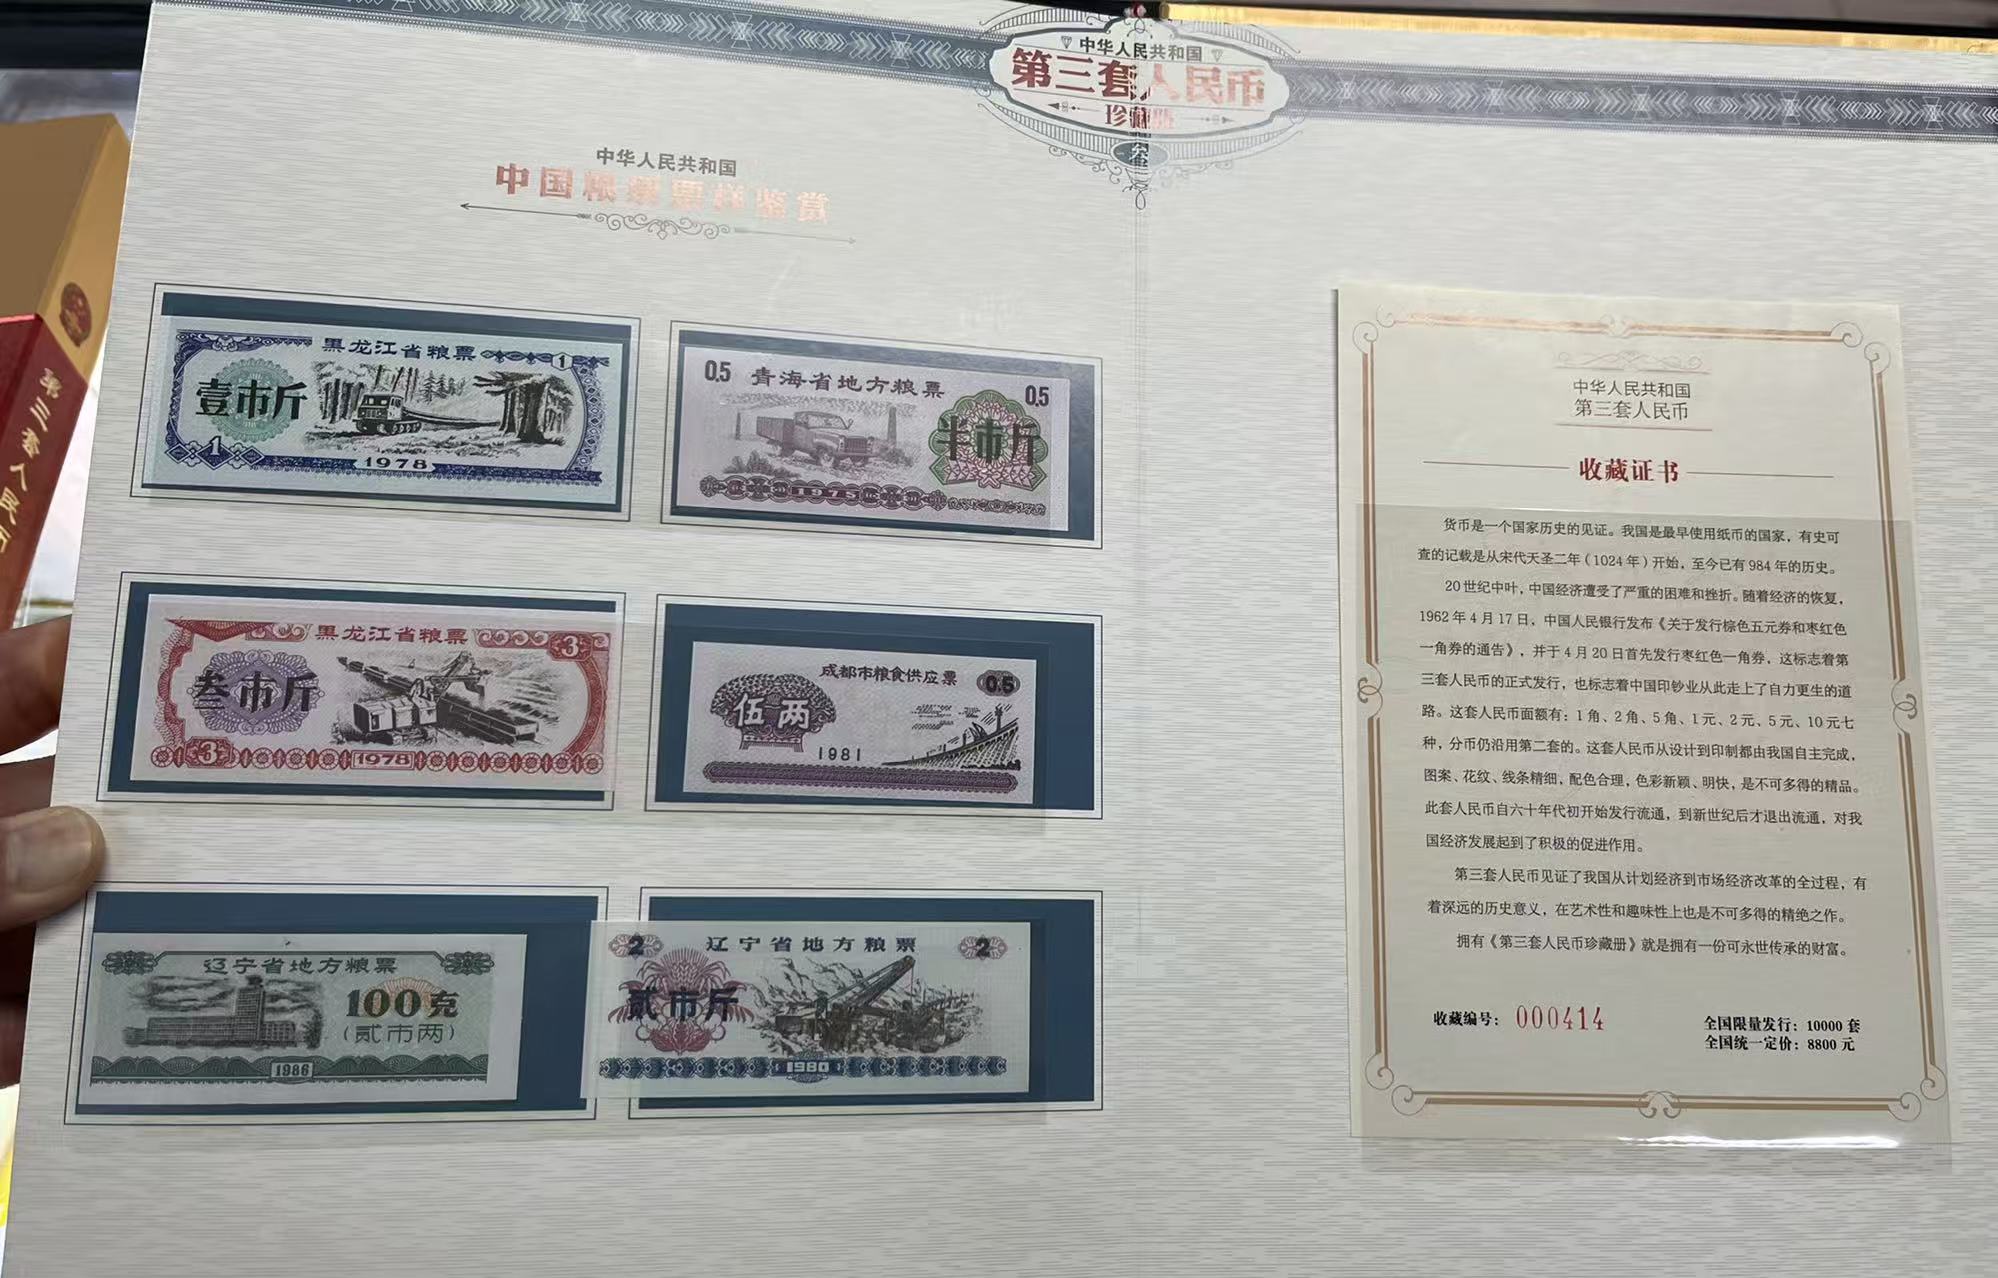 中华人民共和国
第三套人民币
珍藏册
叁
中华人民共和国
中国粮票票样鉴赏
黑龙江省粮票
1
壹市斤
1
1978
0.5
青海省地方粮票
0.5
半市斤
1975
黑龙江省粮票
3
叁市斤
3
1978
成都市粮食供应票
0.5
伍两
1981
辽宁省地方粮票
100克
(贰市两)
1986
2
辽宁省地方粮票
2
贰市斤
1980
第三套人民币
中华人民共和国
第三套人民币
收藏证书
货币是一个国家历史的见证。我国是最早使用纸币的国家，有史可
查的记载是从宋代天圣二年（1024 年）开始，至今已有 984 年的历史。
20 世纪中叶，中国经济遭受了严重的困难和挫折。随着经济的恢复，
1962 年 4 月 17 日，中国人民银行发布《关于发行棕色五元券和枣红色
一角券的通告》，并于 4 月 20 日首先发行枣红色一角券，这标志着第
三套人民币的正式发行，也标志着中国印钞业从此走上了自力更生的道
路。这套人民币面额有：1 角、2 角、5 角、1 元、2 元、5 元、10 元七
种，分币仍沿用第二套的。这套人民币从设计到印制都由我国自主完成，
图案、花纹、线条精细，配色合理，色彩新颖、明快，是不可多得的精品。
此套人民币自六十年代初开始发行流通，到新世纪后才退出流通，对我
国经济发展起到了积极的促进作用。
第三套人民币见证了我国从计划经济到市场经济改革的全过程，有
着深远的历史意义，在艺术性和趣味性上也是不可多得的精绝之作。
拥有《第三套人民币珍藏册》就是拥有一份可永世传承的财富。
收藏编号： 000414
全国限量发行：10000 套
全国统一定价：8800 元